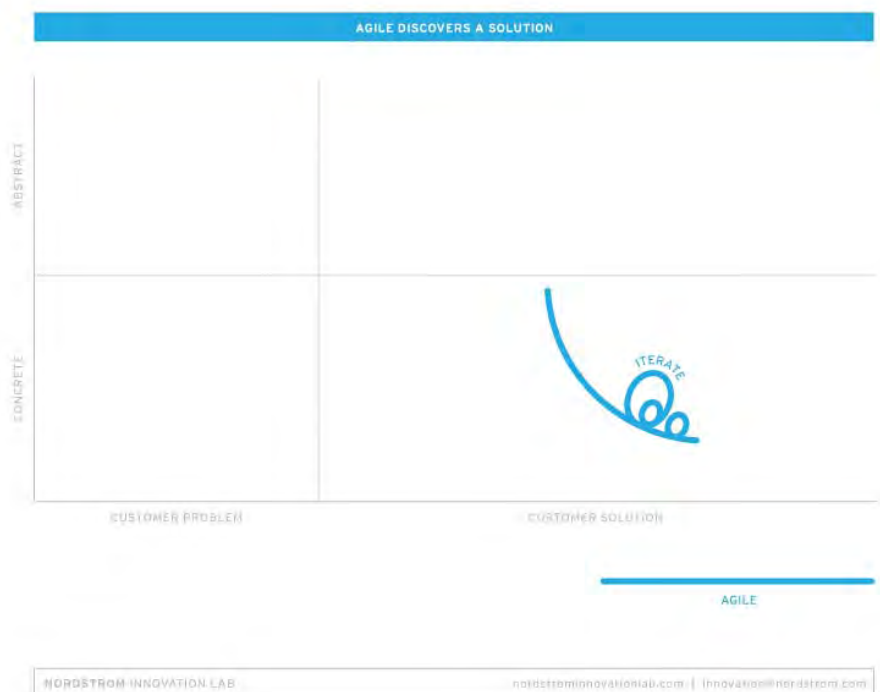 AGILE DISCOVERS A SOLUTION
ABSTRACT
ITERATE
CONCRETE
CUSTOMER PROBLEM
CUSTOMER SOLUTION
AGILE
NORDSTROM INNOVATION LAB
nordstrominnovationlab.com | innovation@nordstrom.com